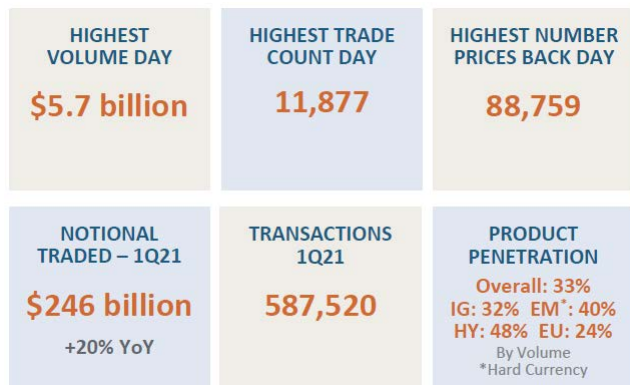 HIGHEST
VOLUME DAY
$5.7 billion
HIGHEST TRADE
COUNT DAY
11,877
HIGHEST NUMBER
PRICES BACK DAY
88,759
NOTIONAL
TRADED – 1Q21
$246 billion
+20% YoY
TRANSACTIONS
1Q21
587,520
PRODUCT
PENETRATION
Overall: 33%
IG: 32% EM*: 40%
HY: 48% EU: 24%
By Volume
*Hard Currency